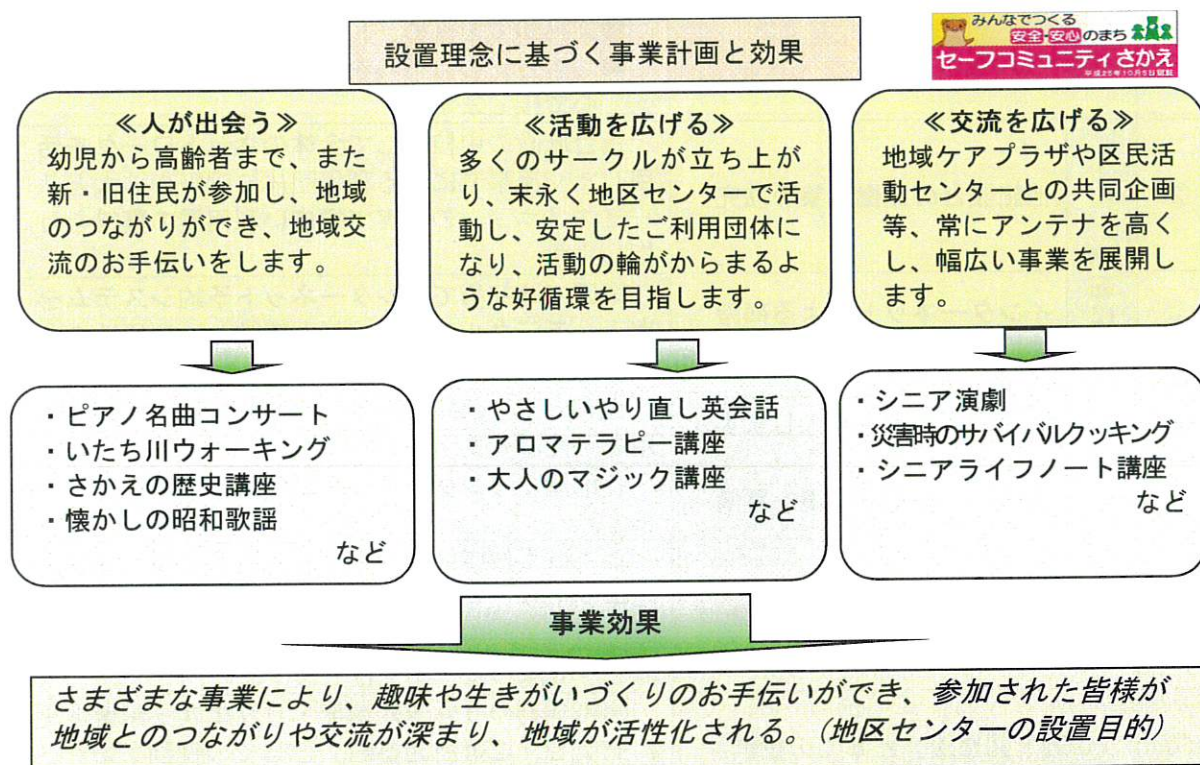 設置理念に基づく事業計画と効果
みんなでつくる
安全・安心のまち
セーフコミュニティさかえ
平成25年10月5日認証
≪人が出会う≫
幼児から高齢者まで、また
新・旧住民が参加し、地域
のつながりができ、地域交
流のお手伝いをします。
≪活動を広げる≫
多くのサークルが立ち上が
り、末永く地区センターで活
動し、安定したご利用団体に
なり、活動の輪がからまるよ
うな好循環を目指します。
≪交流を広げる≫
地域ケアプラザや区民活
動センターとの共同企画
等、常にアンテナを高く
し、幅広い事業を展開し
ます。
・ピアノ名曲コンサート
・いたち川ウォーキング
・さかえの歴史講座
・懐かしの昭和歌謡
など
・やさしいやり直し英会話
・アロマテラピー講座
・大人のマジック講座
など
・シニア演劇
・災害時のサバイバルクッキング
・シニアライフノート講座
など
事業効果
さまざまな事業により、趣味や生きがいづくりのお手伝いができ、参加された皆様が
地域とのつながりや交流が深まり、地域が活性化される。(地区センターの設置目的)